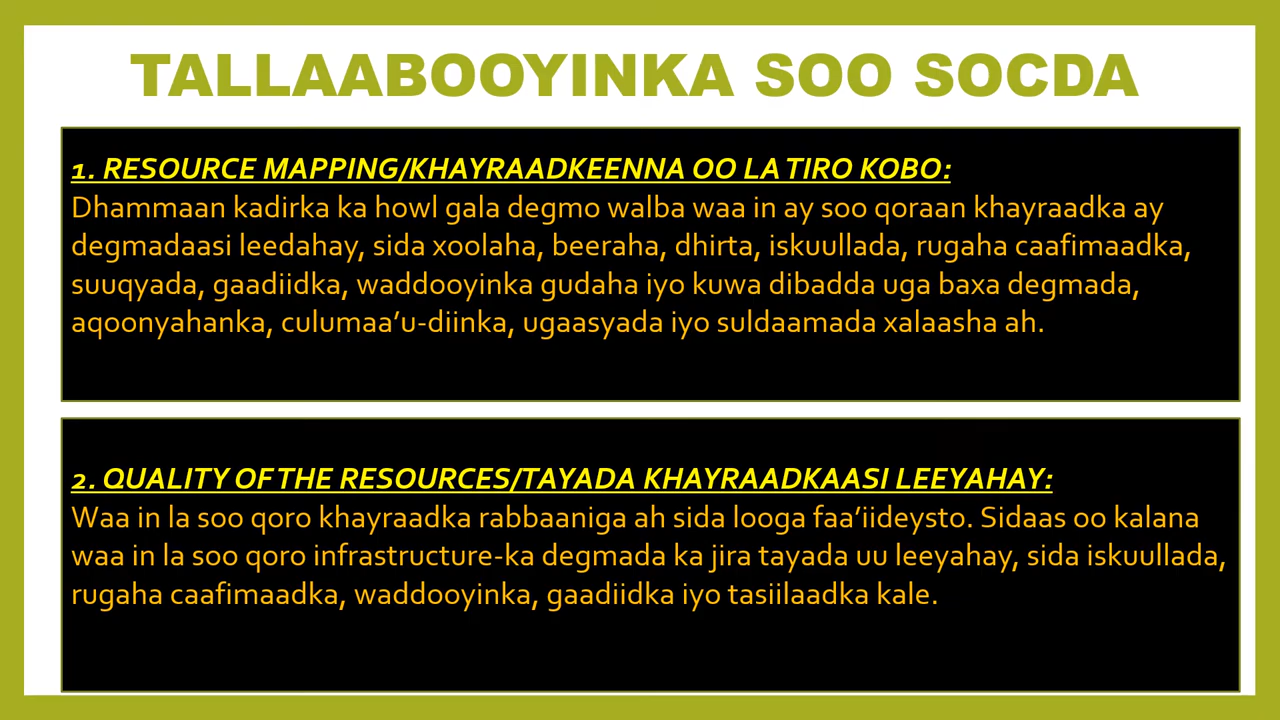 TALLAABOOYINKA SOO SOCDA
1. RESOURCE MAPPING/KHAYRAADKEENNA OO LA TIRO KOBO:
Dhammaan kadirka ka howl gala degmo walba waa in ay soo qoraan khayraadka ay
degmadaasi leedahay, sida xoolaha, beeraha, dhirta, iskuullada, rugaha caafimaadka,
suuqyada, gaadiidka, waddooyinka gudaha iyo kuwa dibadda uga baxa degmada,
aqoonyahanka, culumaa’u-diinka, ugaasyada iyo suldaamada xalaasha ah.
2. QUALITY OF THE RESOURCES/TAYADA KHAYRAADKAASI LEEYAHAY:
Waa in la soo qoro khayraadka rabbaaniga ah sida looga faa’iideysto. Sidaas oo kalana
waa in la soo qoro infrastructure-ka degmada ka jira tayada uu leeyahay, sida iskuullada,
rugaha caafimaadka, waddooyinka, gaadiidka iyo tasiilaadka kale.